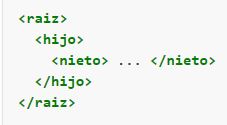 <raiz>
<hijo>
<nieto> ... </nieto>
</hijo>
</raiz>